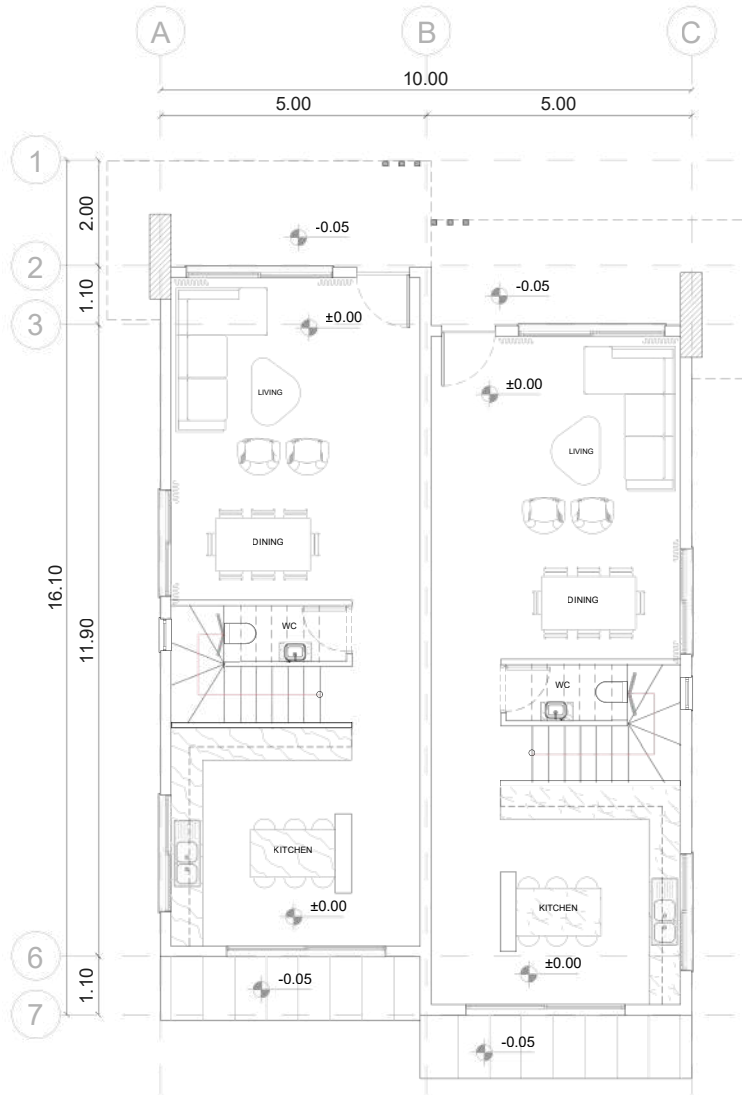 A B C
10.00
5.00 5.00
1
2.00
-0.05
2
-0.05
1.10
3
±0.00
±0.00
LIVING
LIVING
DINING
16.10
11.90
DINING
WC
WC
KITCHEN
KITCHEN
±0.00
6
±0.00
-0.05
1.10
7
-0.05